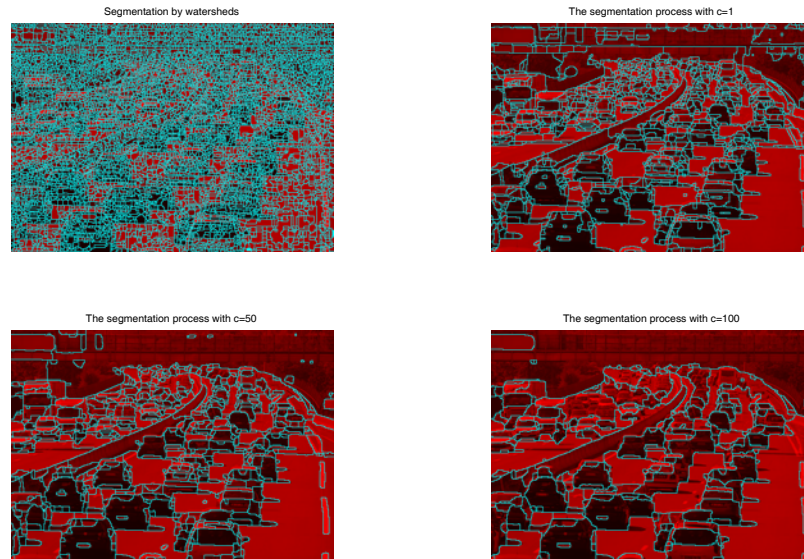 Segmentation by watersheds
The segmentation process with c=1
The segmentation process with c=50
The segmentation process with c=100